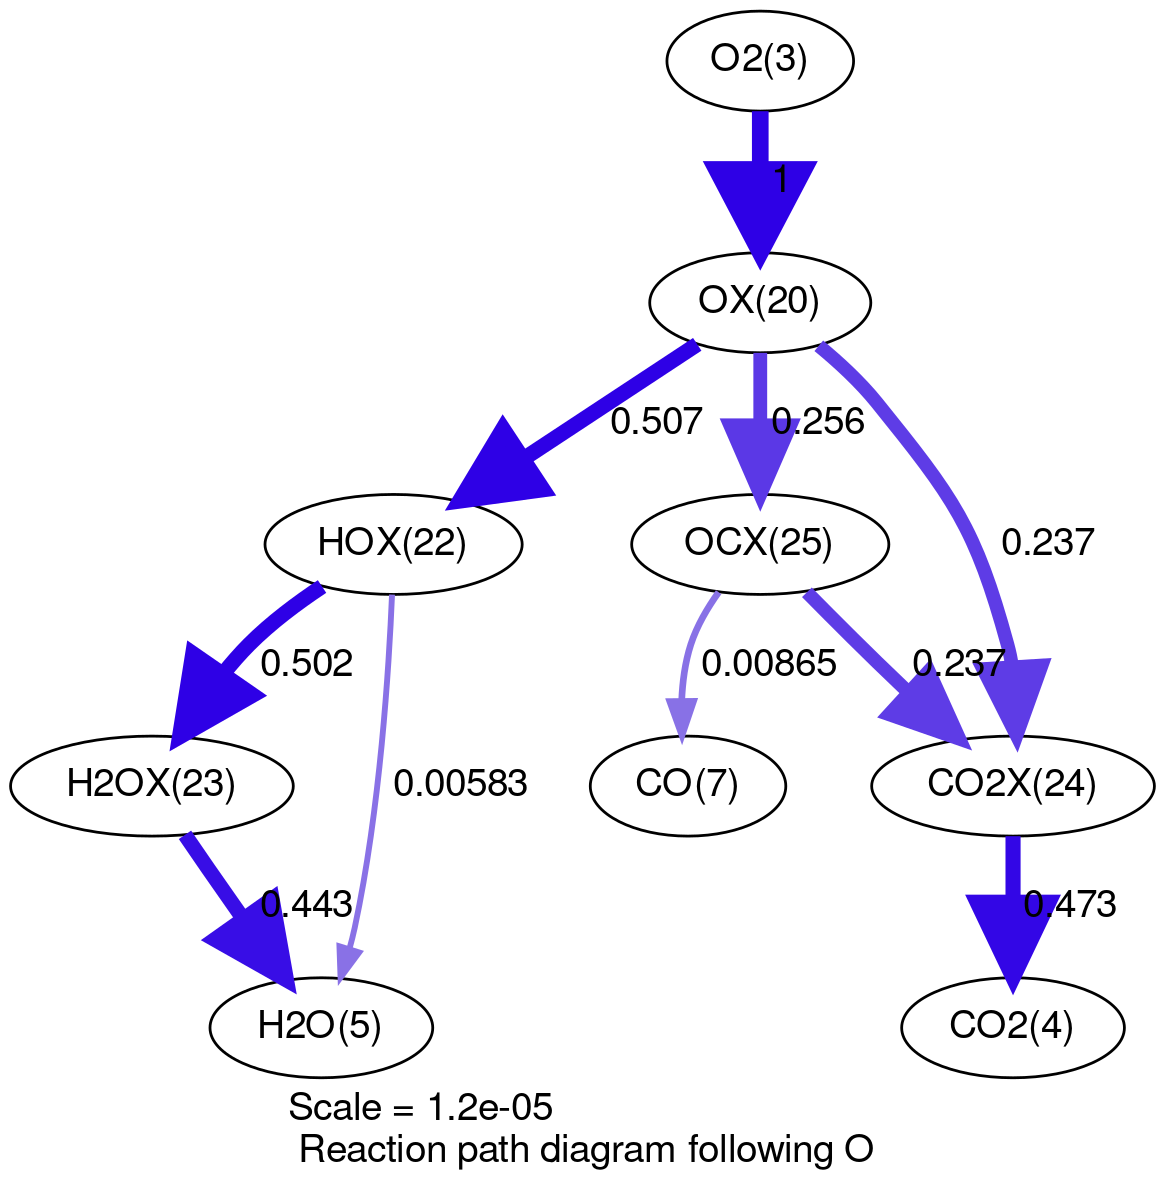 O2(3)
1
OX(20)
0.507
0.256
0.237
HOX(22)
OCX(25)
0.502
0.00865
0.237
H2OX(23)
0.00583
CO(7)
CO2X(24)
0.443
0.473
H2O(5)
CO2(4)
Scale = 1.2e-05
Reaction path diagram following O